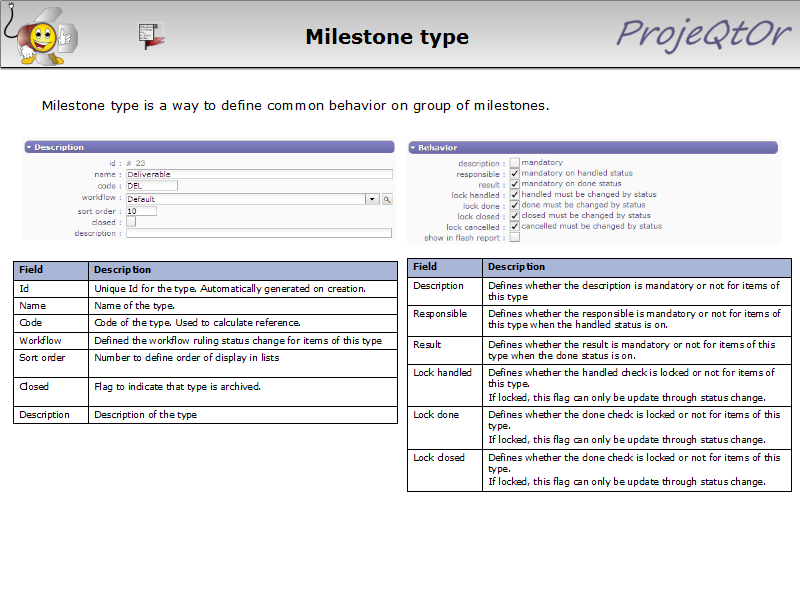 Milestone type
ProjeQtOr
Milestone type is a way to define common behavior on group of milestones.
Description
id : # 23
name : Deliverable
code : DEL
workflow : Default
sort order : 10
closed :
description :
Behavior
description : mandatory
responsible : mandatory on handled status
result : mandatory on done status
lock handled : handled must be changed by status
lock done : done must be changed by status
lock closed : closed must be changed by status
lock cancelled : cancelled must be changed by status
show in flash report :
Field Description
Id Unique Id for the type. Automatically generated on creation.
Name Name of the type.
Code Code of the type. Used to calculate reference.
Workflow Defined the workflow ruling status change for items of this type
Sort order Number to define order of display in lists
Closed Flag to indicate that type is archived.
Description Description of the type
Field Description
Description Defines whether the description is mandatory or not for items of
this type
Responsible Defines whether the responsible is mandatory or not for items of
this type when the handled status is on.
Result Defines whether the result is mandatory or not for items of this
type when the done status is on.
Lock handled Defines whether the handled check is locked or not for items of
this type.
If locked, this flag can only be update through status change.
Lock done Defines whether the done check is locked or not for items of this
type.
If locked, this flag can only be update through status change.
Lock closed Defines whether the done check is locked or not for items of this
type.
If locked, this flag can only be update through status change.